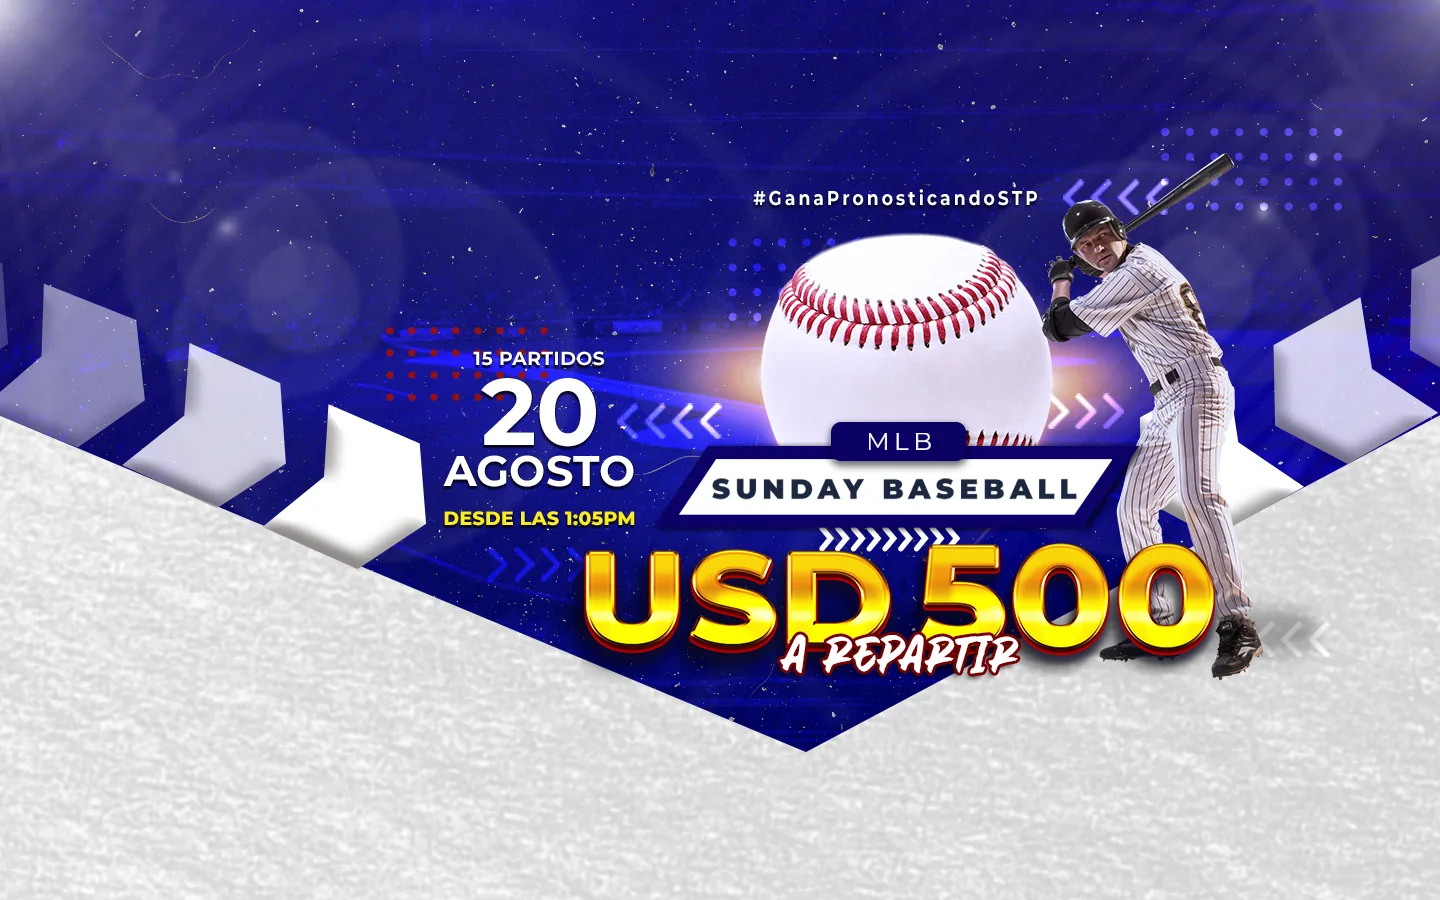 #GanaPronosticandoSTP
15 PARTIDOS
20
AGOSTO
DESDE LAS 1:05PM
MLB
SUNDAY BASEBALL
USD 500
A REPARTIR